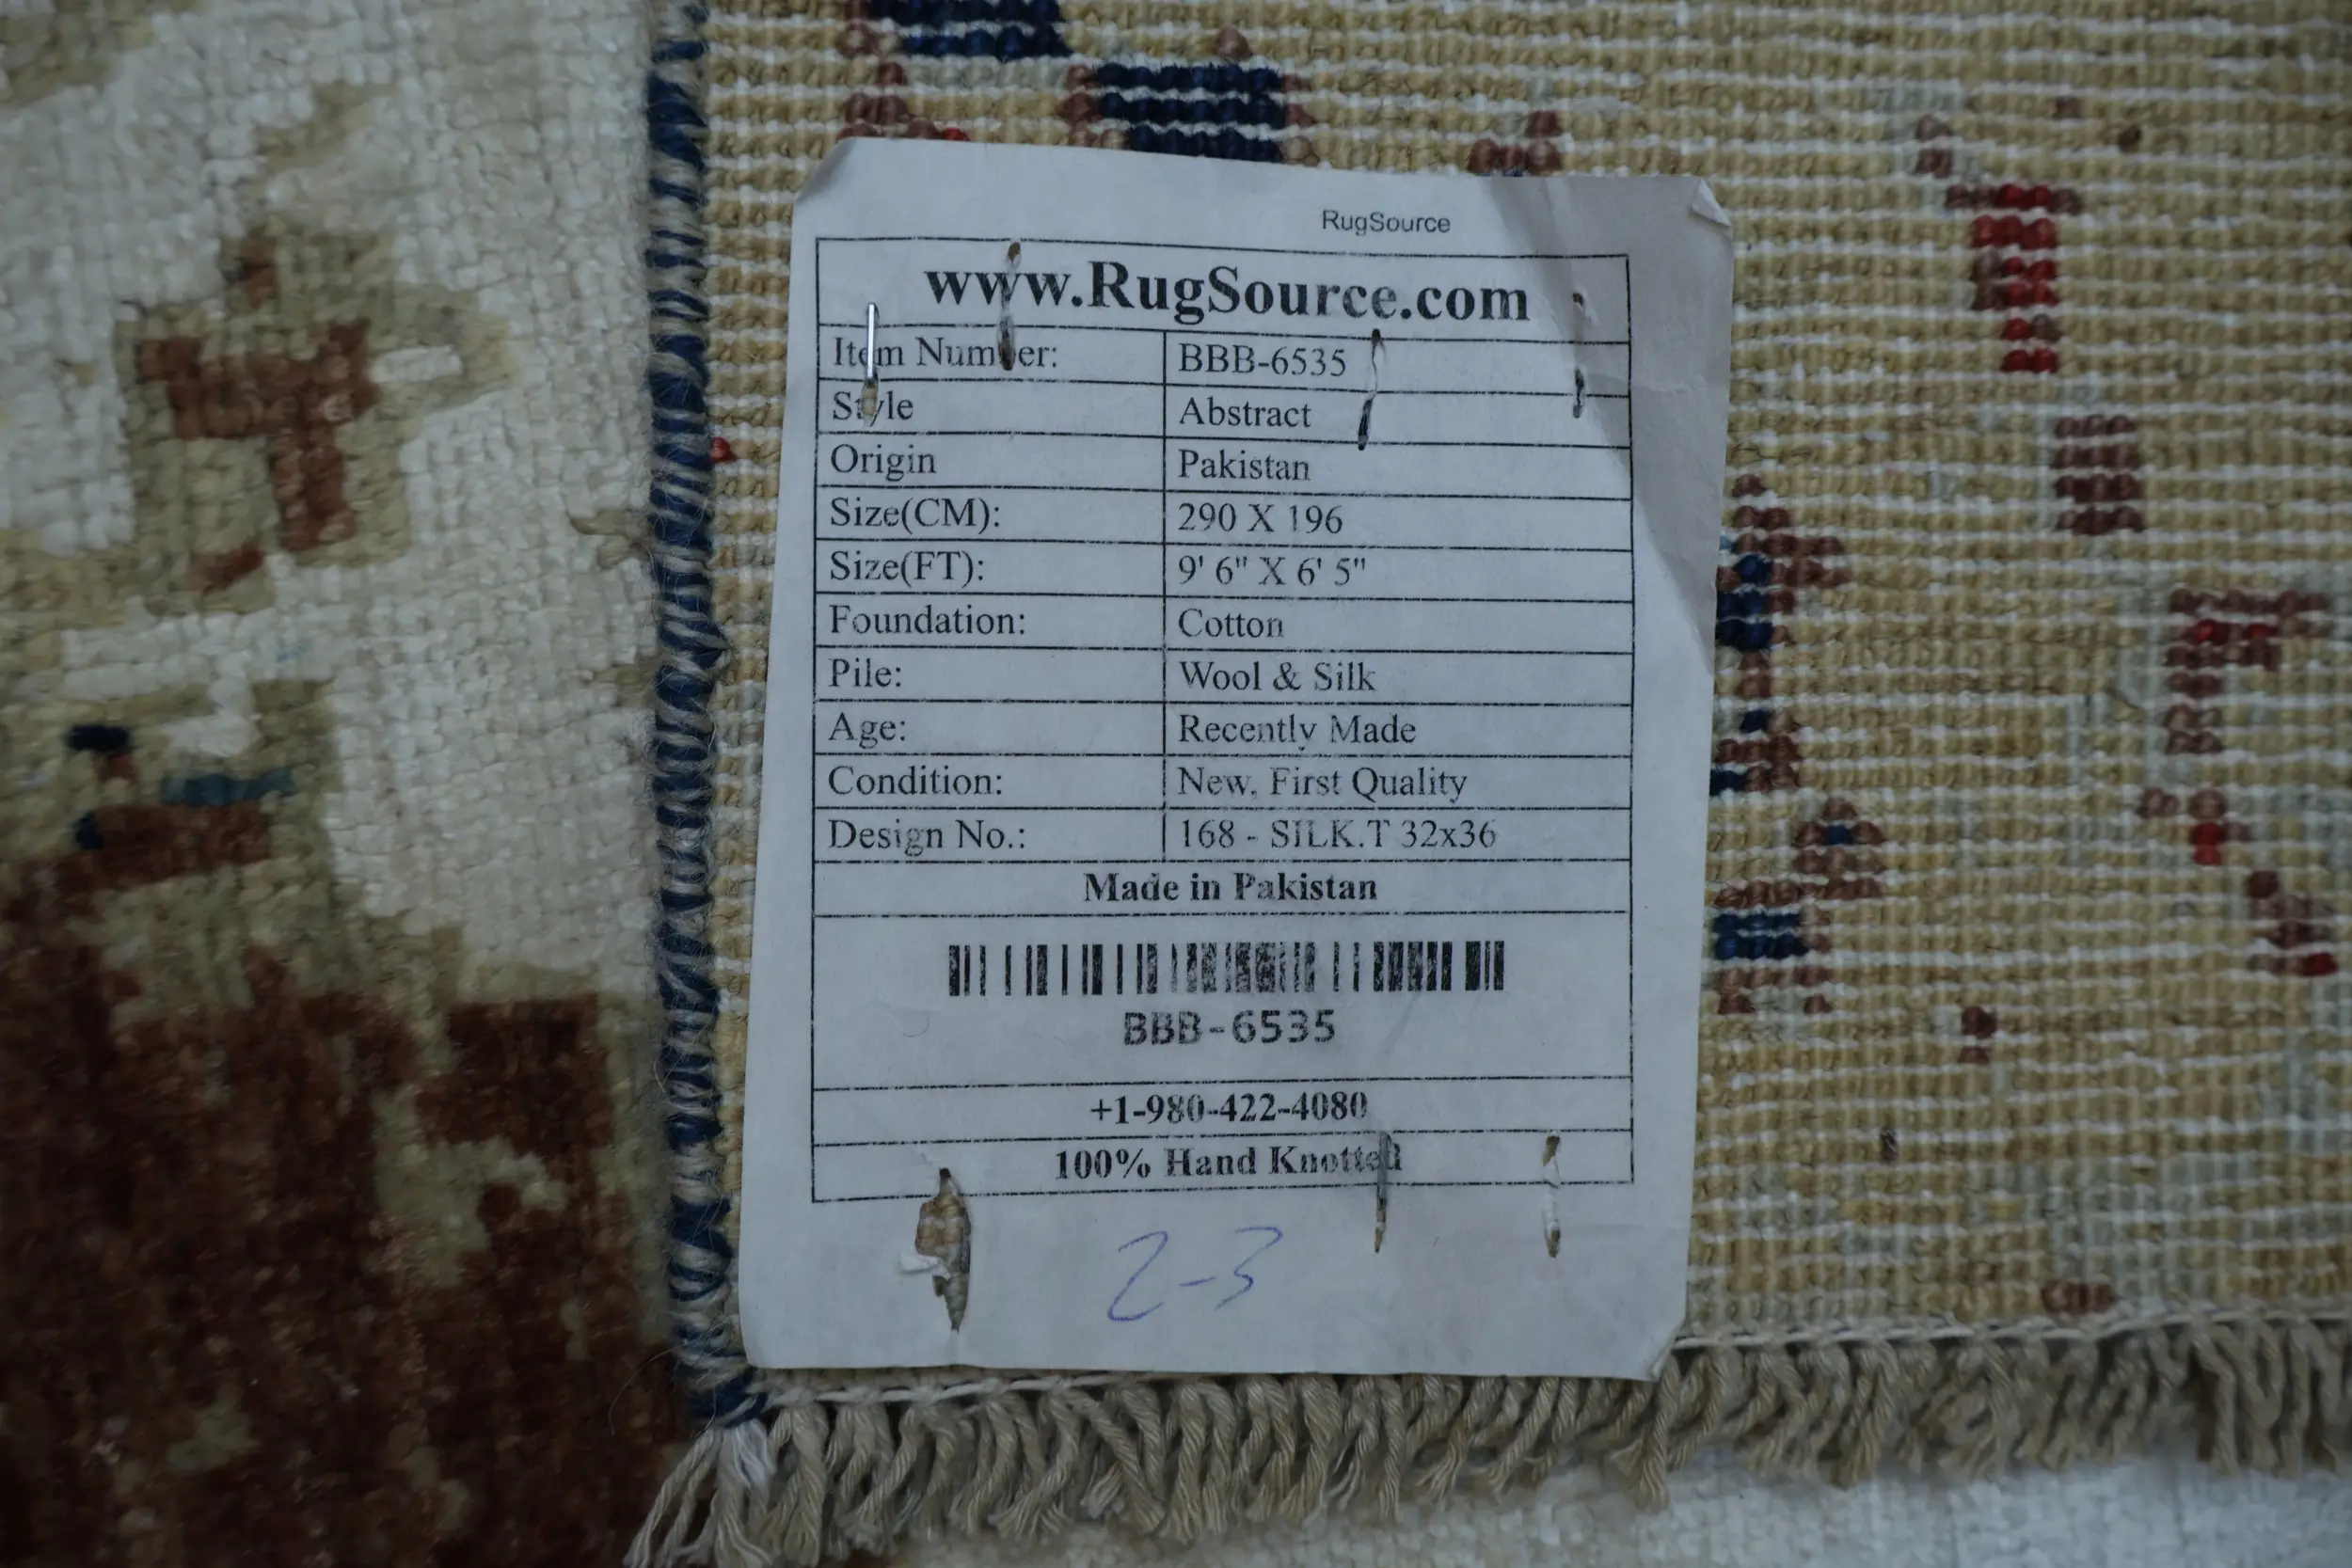 RugSource
www.RugSource.com
Item Number: BBB-6535
Style Abstract
Origin Pakistan
Size(CM): 290 X 196
Size(FT): 9' 6" X 6' 5"
Foundation: Cotton
Pile: Wool & Silk
Age: Recently Made
Condition: New, First Quality
Design No.: 168 - SILK.T 32x36
Made in Pakistan
BBB-6535
+1-980-422-4080
100% Hand Knotted
2-3